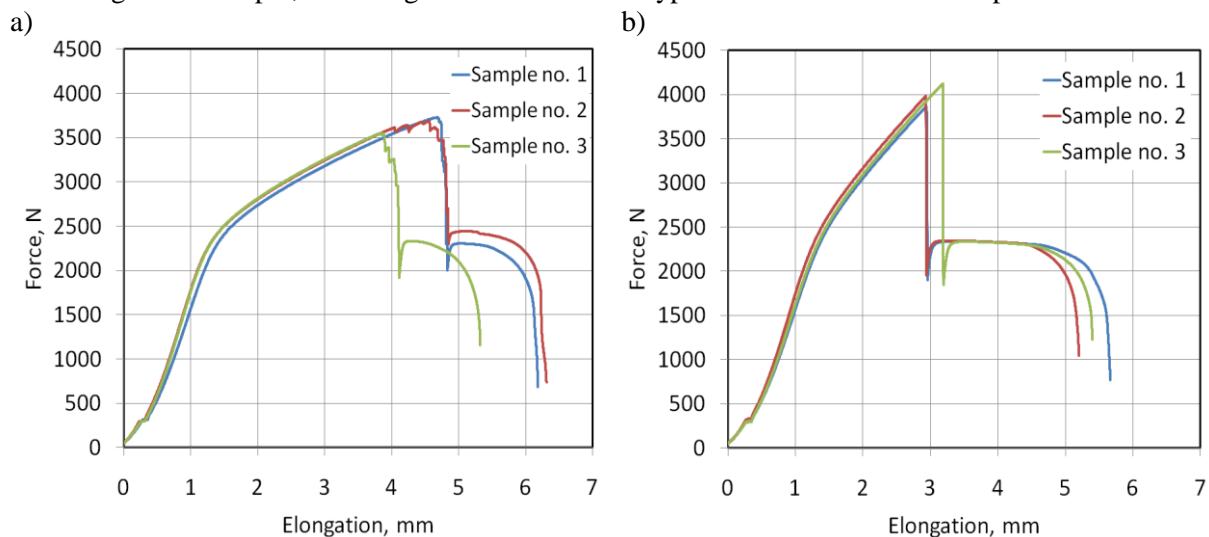 a)
b)
4500
4000
3500
3000
2500
2000
1500
1000
500
0
Force, N
0 1 2 3 4 5 6 7
Elongation, mm
Sample no. 1
Sample no. 2
Sample no. 3
4500
4000
3500
3000
2500
2000
1500
1000
500
0
Force, N
0 1 2 3 4 5 6 7
Elongation, mm
Sample no. 1
Sample no. 2
Sample no. 3